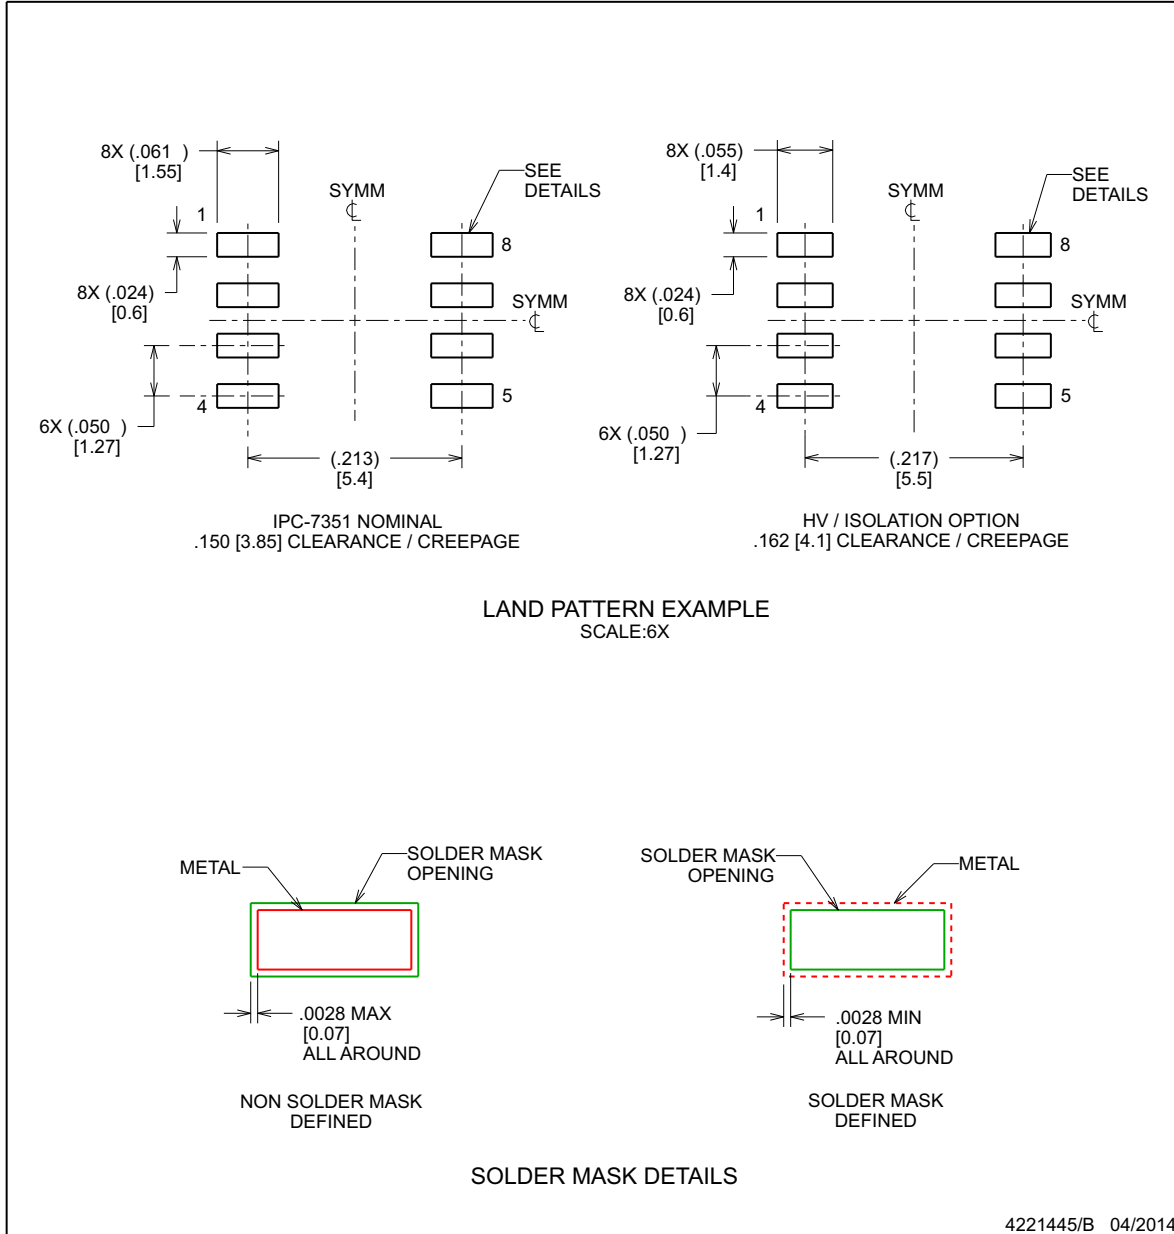 8X (.061 )
[1.55]
SYMM
SEE
DETAILS
1
8
8X (.024)
[0.6]
SYMM
4
5
6X (.050 )
[1.27]
(.213)
[5.4]
IPC-7351 NOMINAL
.150 [3.85] CLEARANCE / CREEPAGE
8X (.055)
[1.4]
SYMM
SEE
DETAILS
1
8
8X (.024)
[0.6]
SYMM
4
5
6X (.050 )
[1.27]
(.217)
[5.5]
HV / ISOLATION OPTION
.162 [4.1] CLEARANCE / CREEPAGE
LAND PATTERN EXAMPLE
SCALE:6X
METAL
SOLDER MASK
OPENING
.0028 MAX
[0.07]
ALL AROUND
NON SOLDER MASK
DEFINED
SOLDER MASK
OPENING
METAL
.0028 MIN
[0.07]
ALL AROUND
SOLDER MASK
DEFINED
SOLDER MASK DETAILS
4221445/B 04/2014